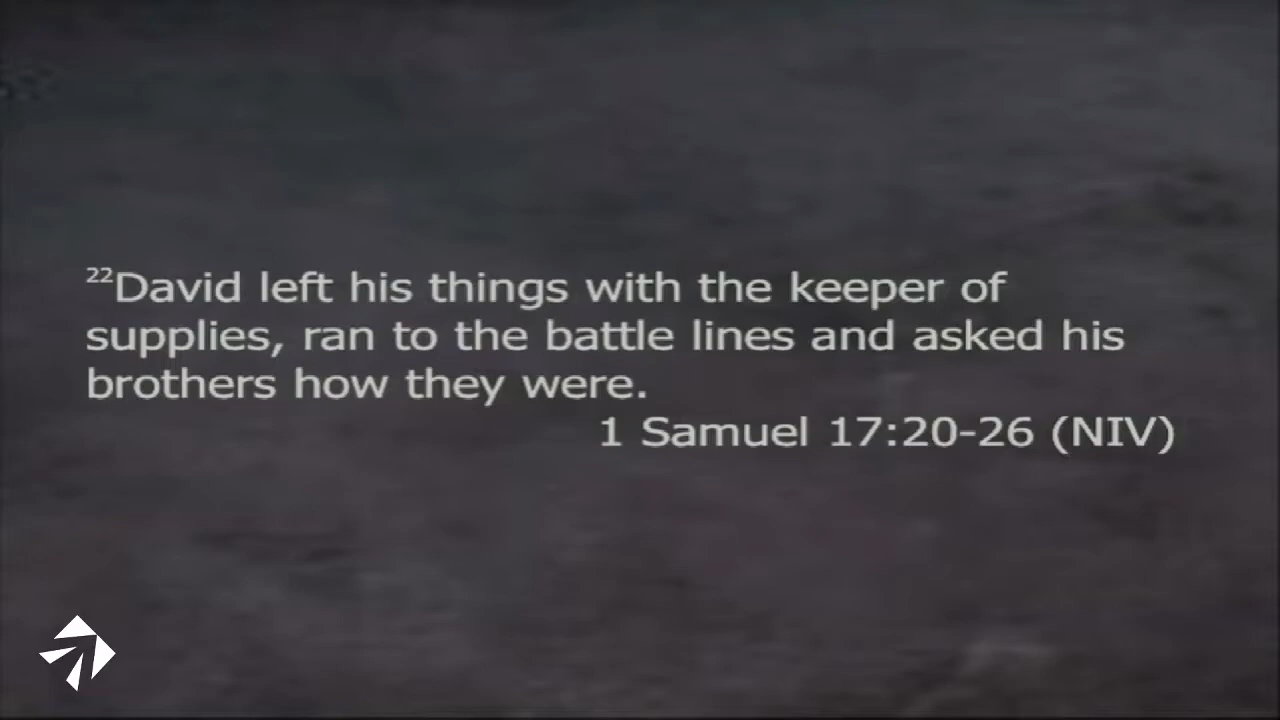 ²²David left his things with the keeper of
supplies, ran to the battle lines and asked his
brothers how they were.
1 Samuel 17:20-26 (NIV)